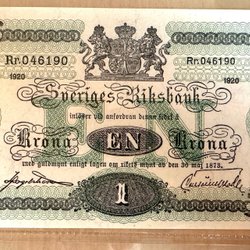 Rr.046190 Rr.046190
1920 1920
Sveriges Riksbank
inlöser vid anfordran denna sedel å
Krona EN Krona
med guldmynt enligt lagen om rikets mynt av den 30 maj 1873.
1